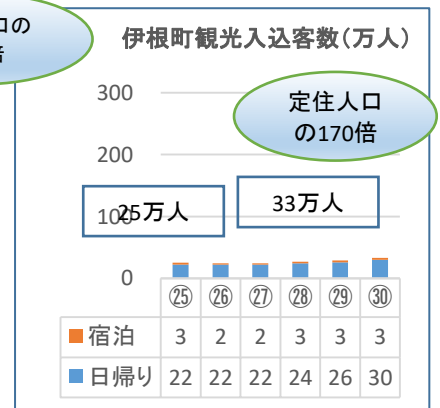 口の
倍
伊根町観光入込客数(万人)
定住人口
の170倍
300
200
100
0
25万人
33万人
㉕ ㉖ ㉗ ㉘ ㉙ ㉚
宿泊 3 2 2 3 3 3
日帰り 22 22 22 24 26 30